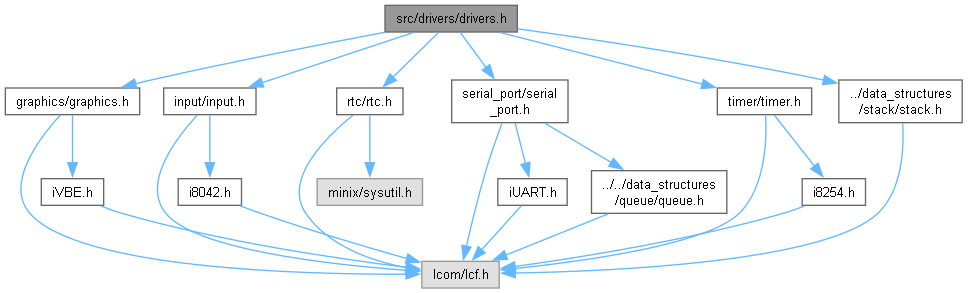 src/drivers/drivers.h
graphics/graphics.h
input/input.h
rtc/rtc.h
serial_port/serial
_port.h
timer/timer.h
../data_structures
/stack/stack.h
iVBE.h
i8042.h
minix/sysutil.h
iUART.h
../../data_structures
/queue/queue.h
i8254.h
lcom/lcf.h